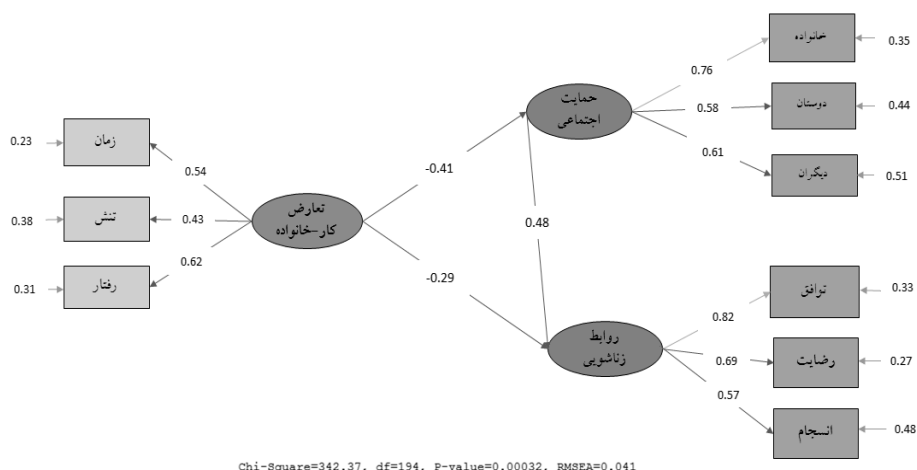 خانواده
0.35
0.76
حمایت
اجتماعی
0.58
دوستان
0.44
0.61
دیگران
0.51
0.23
زمان
0.54
-0.41
0.38
تنش
0.43
تعارض
کار-خانواده
0.48
0.31
رفتار
0.62
-0.29
توافق
0.33
0.82
روابط
زناشویی
0.69
رضایت
0.27
0.57
انسجام
0.48
Chi-Square=342.37, df=194, P-value=0.00032, RMSEA=0.041